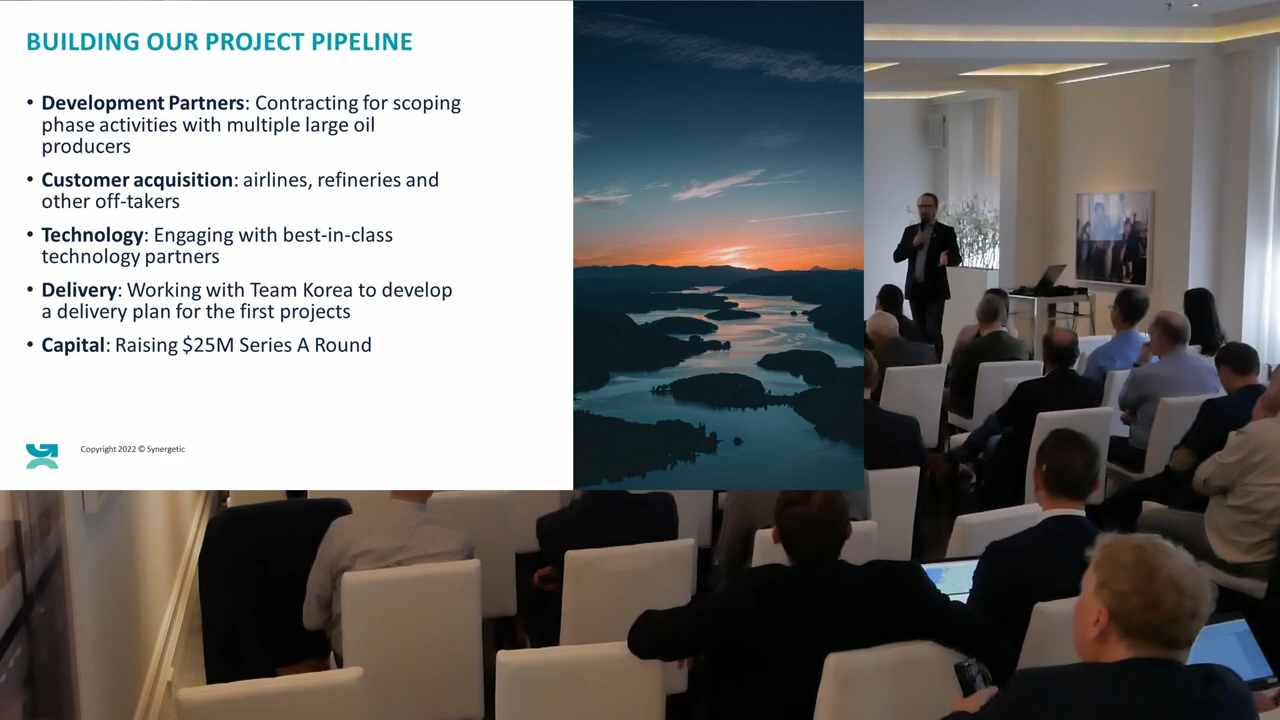 BUILDING OUR PROJECT PIPELINE
• Development Partners: Contracting for scoping
phase activities with multiple large oil
producers
• Customer acquisition: airlines, refineries and
other off-takers
• Technology: Engaging with best-in-class
technology partners
• Delivery: Working with Team Korea to develop
a delivery plan for the first projects
• Capital: Raising $25M Series A Round
Copyright 2022 © Synergetic